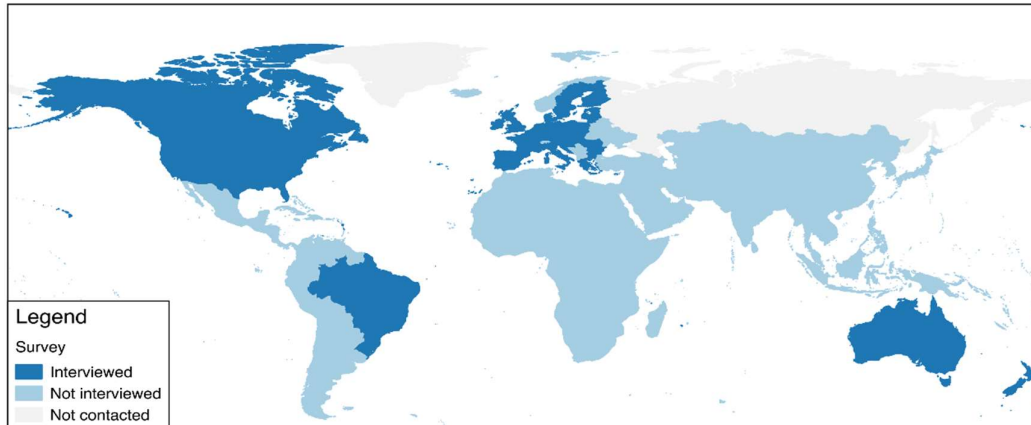 Legend
Survey
Interviewed
Not interviewed
Not contacted